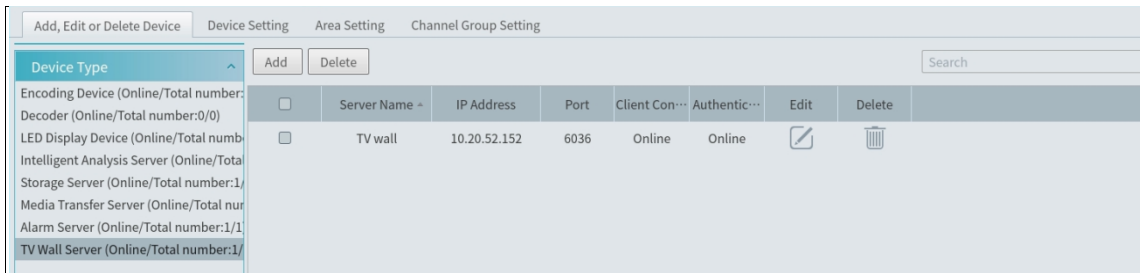 Add, Edit or Delete Device Device Setting Area Setting Channel Group Setting
Device Type
Add Delete Search
Encoding Device (Online/Total number:
Decoder (Online/Total number:0/0)
LED Display Device (Online/Total numb
Intelligent Analysis Server (Online/Total
Storage Server (Online/Total number:1/
Media Transfer Server (Online/Total nur
Alarm Server (Online/Total number:1/1
TV Wall Server (Online/Total number:1/
Server Name IP Address Port Client Con··· Authentic··· Edit Delete
TV wall 10.20.52.152 6036 Online Online